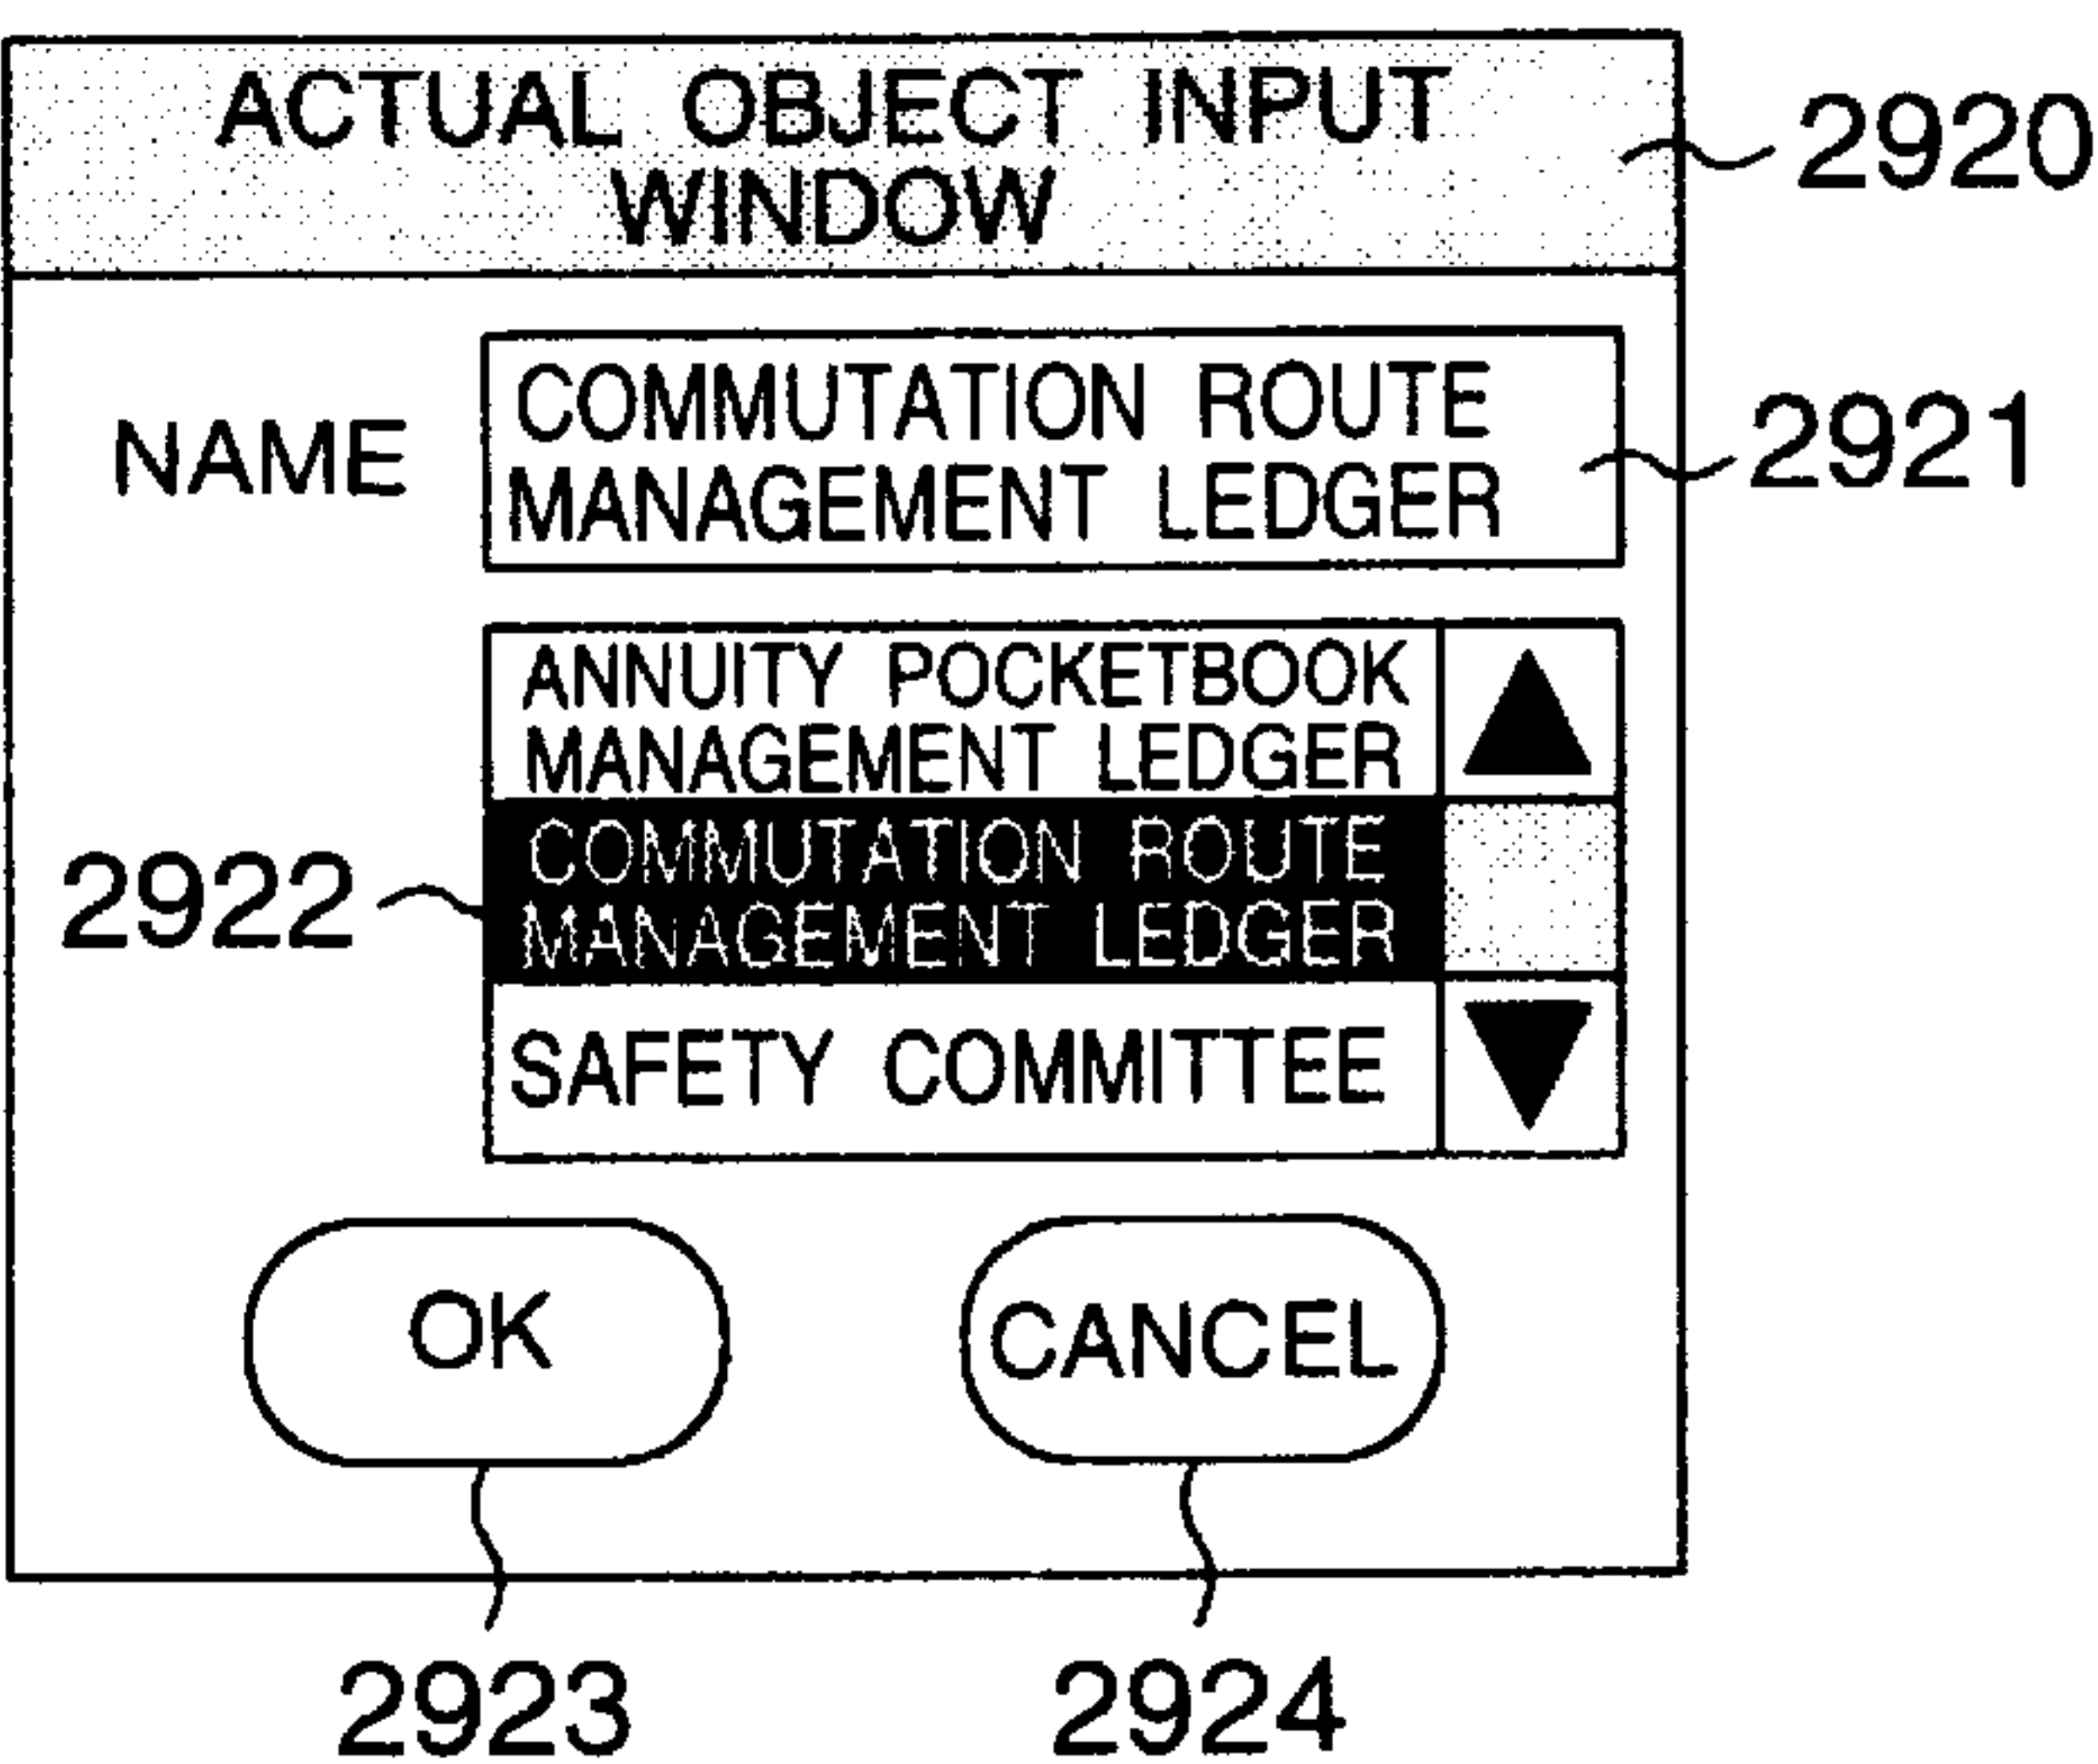 ACTUAL OBJECT INPUT
WINDOW
2920
NAME
COMMUTATION ROUTE
MANAGEMENT LEDGER
2921
ANNUITY POCKETBOOK
MANAGEMENT LEDGER
COMMUTATION ROUTE
MANAGEMENT LEDGER
2922
SAFETY COMMITTEE
OK
CANCEL
2923
2924